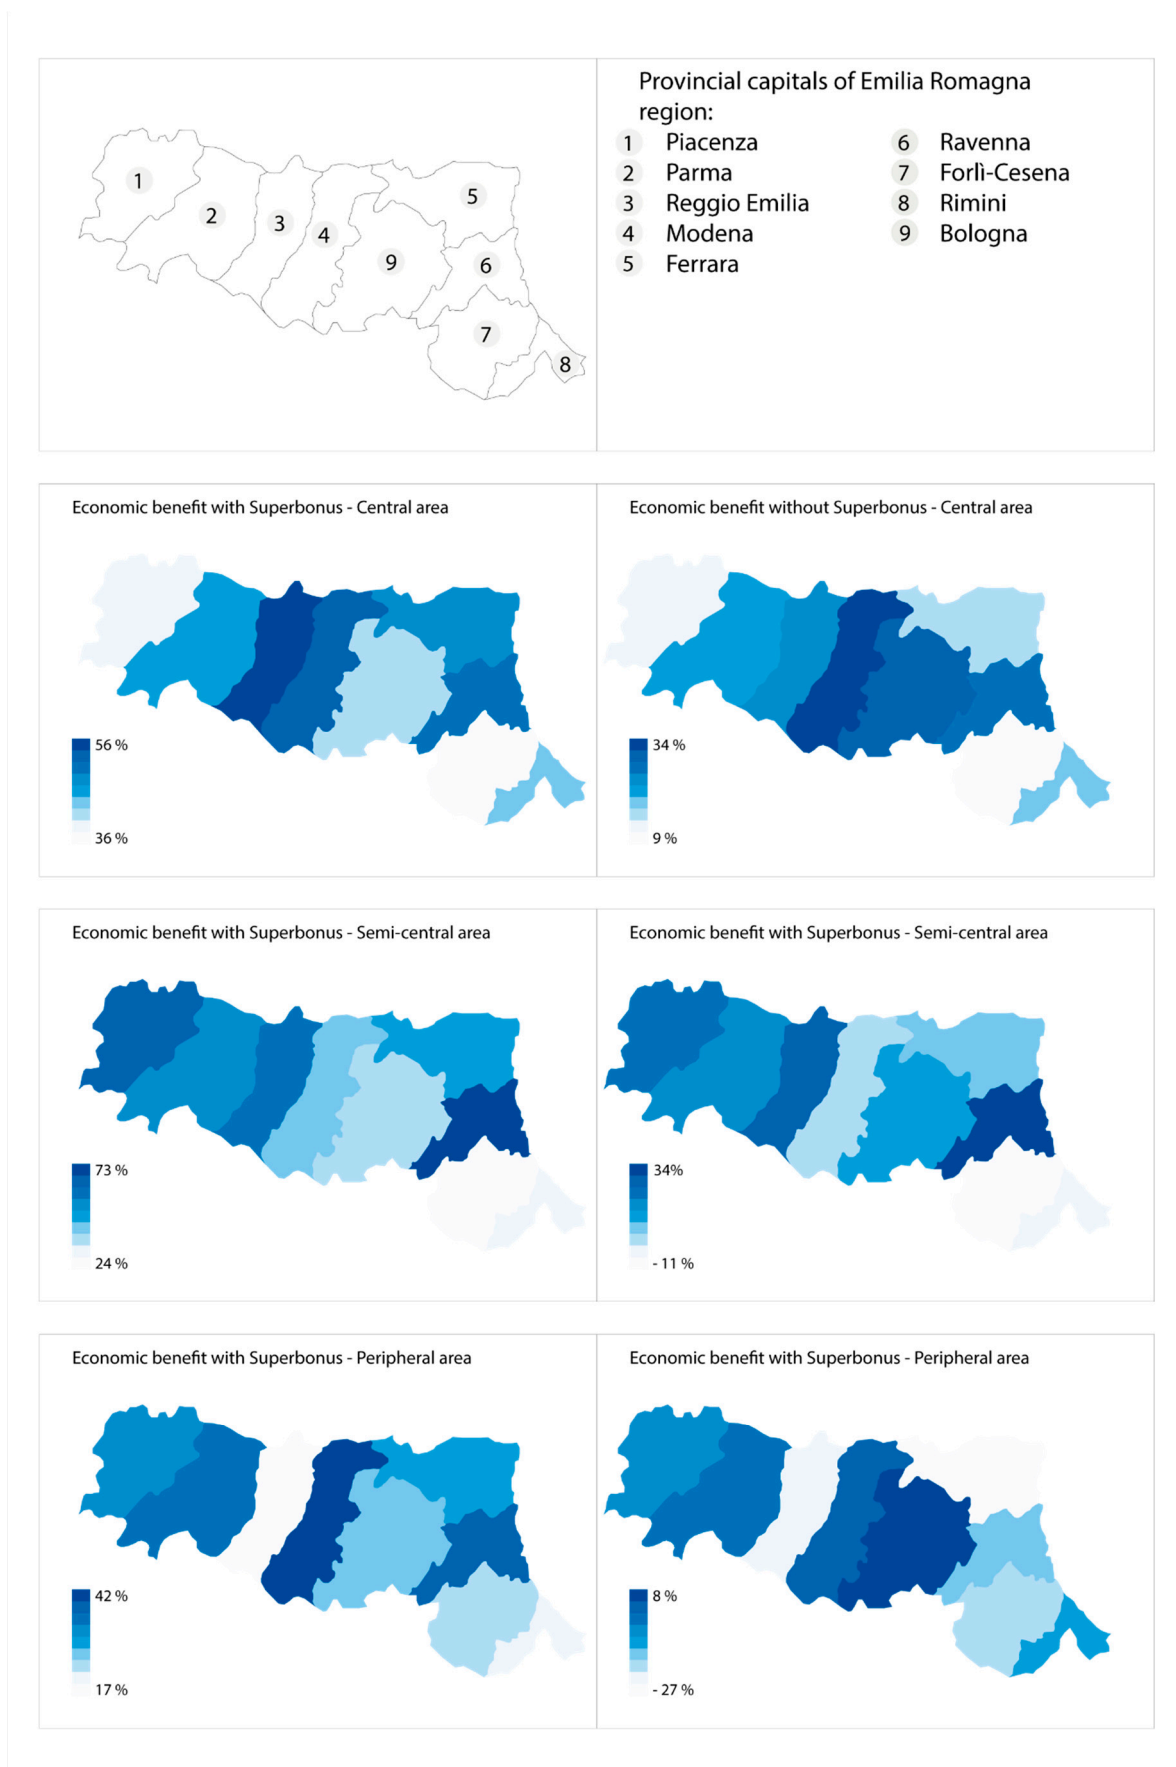 1
2
3
4
5
6
7
8
9
Provincial capitals of Emilia Romagna
region:
1 Piacenza
2 Parma
3 Reggio Emilia
4 Modena
5 Ferrara
6 Ravenna
7 Forlì-Cesena
8 Rimini
9 Bologna
Economic benefit with Superbonus - Central area
56 %
36 %
Economic benefit without Superbonus - Central area
34 %
9 %
Economic benefit with Superbonus - Semi-central area
73 %
24 %
Economic benefit with Superbonus - Semi-central area
34%
- 11 %
Economic benefit with Superbonus - Peripheral area
42 %
17 %
Economic benefit with Superbonus - Peripheral area
8 %
- 27 %